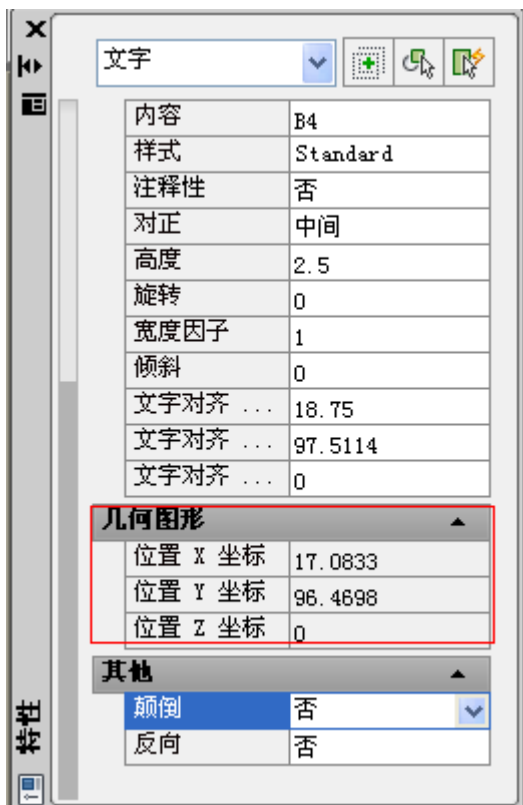 文字
内容 B4
样式 Standard
注释性 否
对正 中间
高度 2.5
旋转 0
宽度因子 1
倾斜 0
文字对齐 ... 18.75
文字对齐 ... 97.5114
文字对齐 ... 0
几何图形
位置 X 坐标 17.0833
位置 Y 坐标 96.4698
位置 Z 坐标 0
其他
颠倒 否
反向 否
特性